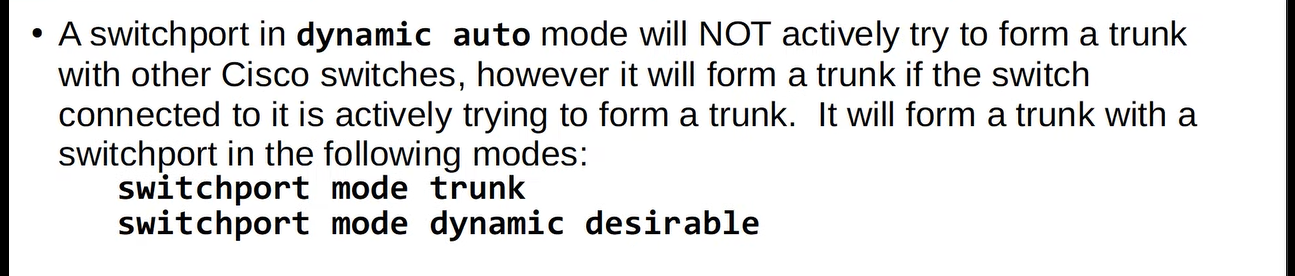 • A switchport in dynamic auto mode will NOT actively try to form a trunk
with other Cisco switches, however it will form a trunk if the switch
connected to it is actively trying to form a trunk.  It will form a trunk with a
switchport in the following modes:
switchport mode trunk
switchport mode dynamic desirable